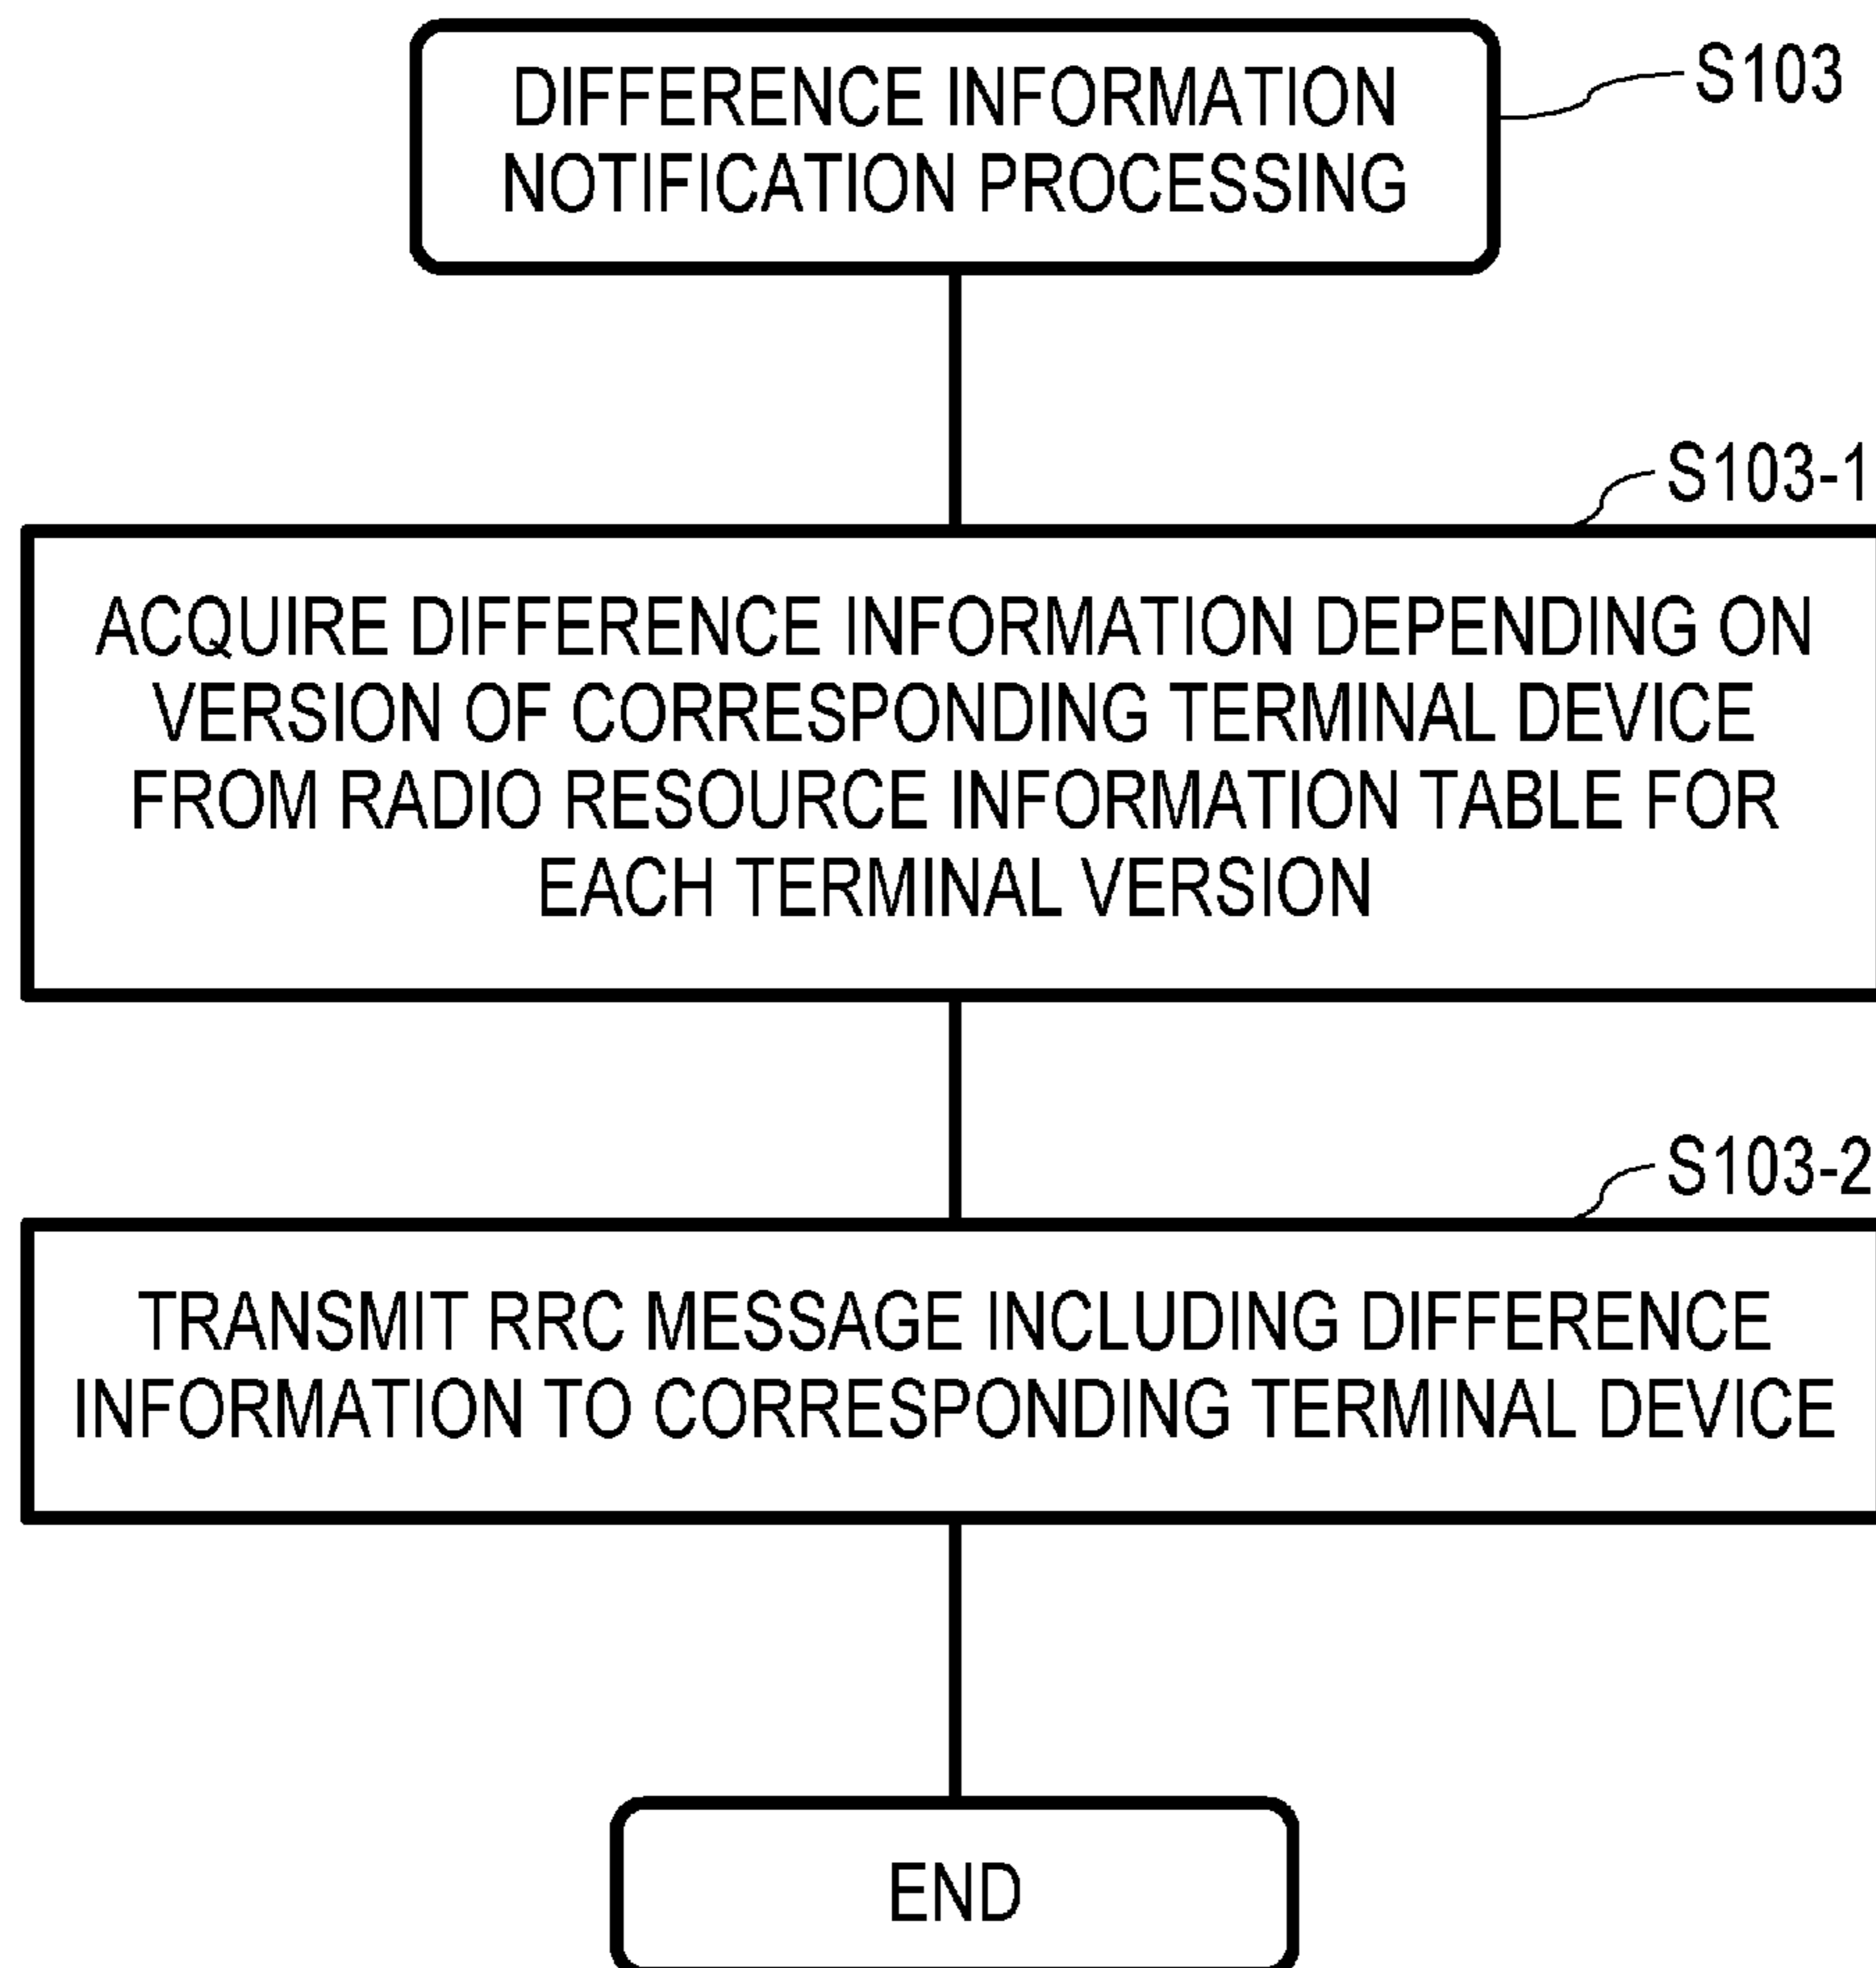 DIFFERENCE INFORMATION
NOTIFICATION PROCESSING
S103
S103-1
ACQUIRE DIFFERENCE INFORMATION DEPENDING ON
VERSION OF CORRESPONDING TERMINAL DEVICE
FROM RADIO RESOURCE INFORMATION TABLE FOR
EACH TERMINAL VERSION
S103-2
TRANSMIT RRC MESSAGE INCLUDING DIFFERENCE
INFORMATION TO CORRESPONDING TERMINAL DEVICE
END